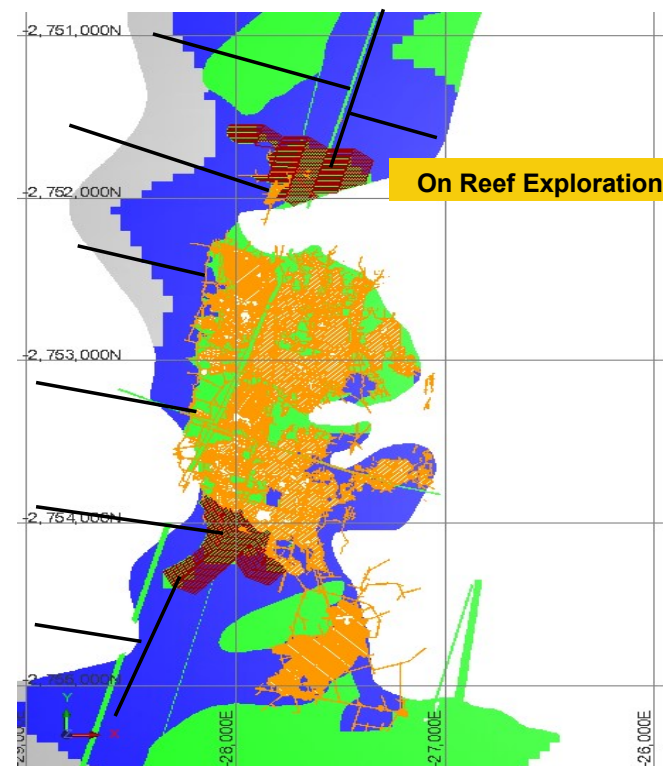 -2,751,000N
On Reef Exploration
-2,752,000N
-2,753,000N
-2,754,000N
-2,755,000N
Y
X
-28,000E
-27,000E
-26,000E